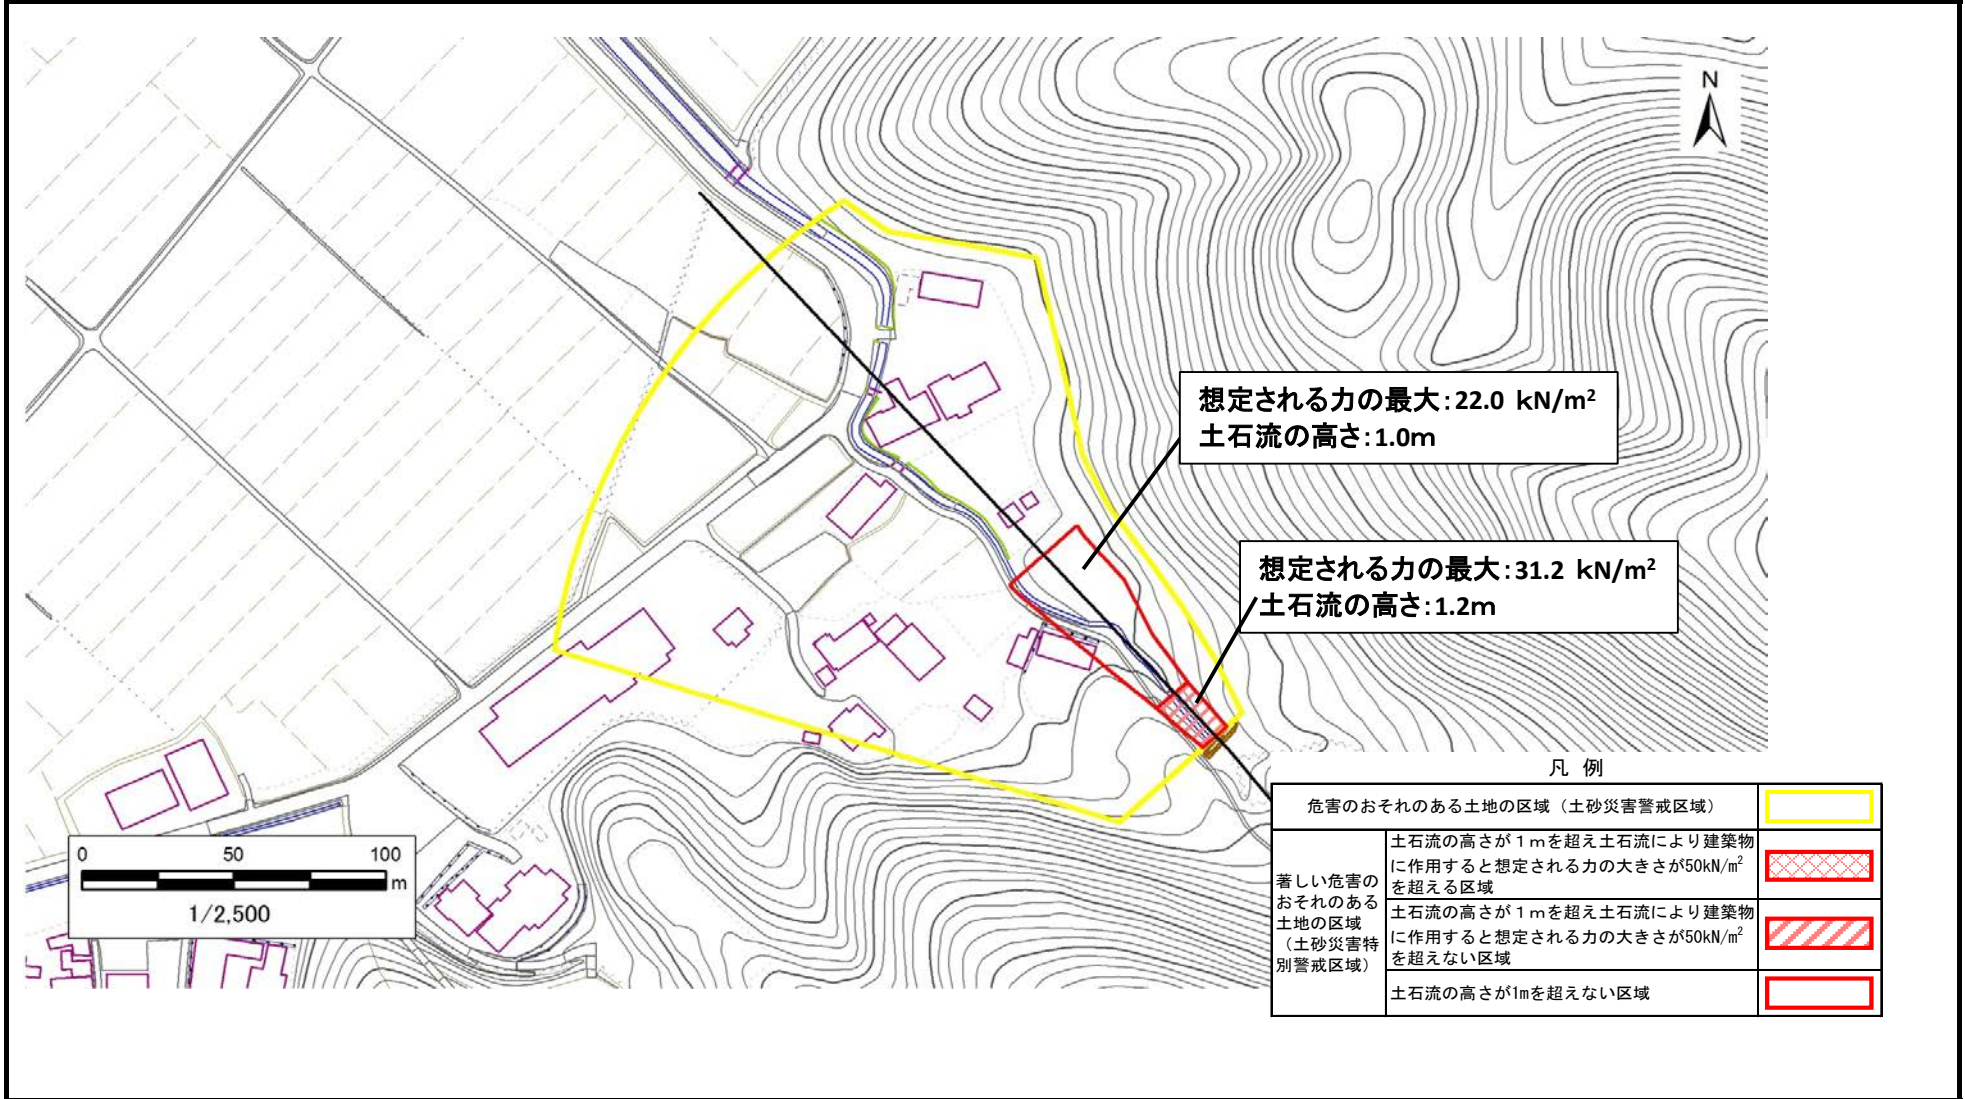 N
想定される力の最大:22.0 kN/m²
土石流の高さ:1.0m
想定される力の最大:31.2 kN/m²
土石流の高さ:1.2m
凡 例
危害のおそれのある土地の区域（土砂災害警戒区域）
著しい危害の
おそれのある
土地の区域
（土砂災害特
別警戒区域）
土石流の高さが１ｍを超え土石流により建築物
に作用すると想定される力の大きさが50kN/m²
を超える区域
土石流の高さが１ｍを超え土石流により建築物
に作用すると想定される力の大きさが50kN/m²
を超えない区域
土石流の高さが1mを超えない区域
0 50 100
m
1/2,500